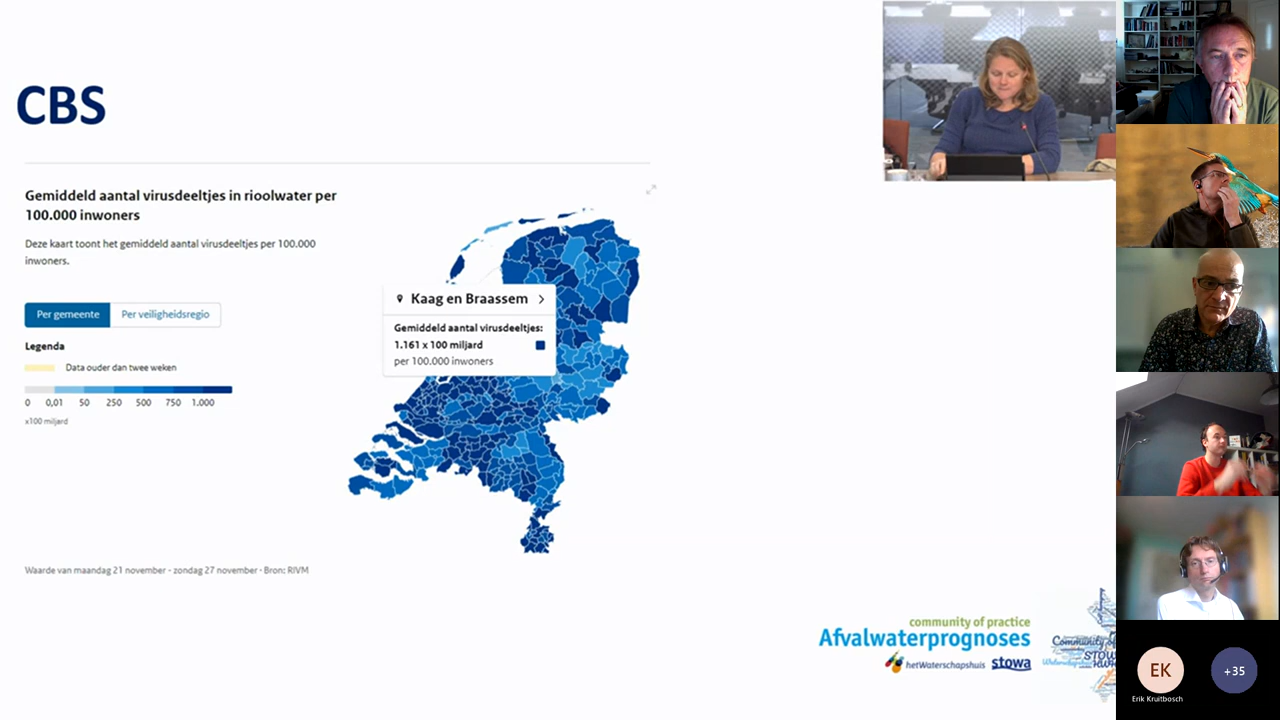 CBS
Gemiddeld aantal virusdeeltjes in rioolwater per
100.000 inwoners
Deze kaart toont het gemiddeld aantal virusdeeltjes per 100.000
inwoners.
Per gemeente
Per veiligheidsregio
Legenda
Data ouder dan twee weken
0 0,01 50 250 500 750 1.000
x100 miljard
Kaag en Braassem
Gemiddeld aantal virusdeeltjes:
1.161 x 100 miljard
per 100.000 inwoners
Waarde van maandag 21 november - zondag 27 november · Bron: RIVM
community of practice
Afvalwaterprognoses
hetWaterschapshuis
stowa
Community of
STOW
EK
+35
Erik Kruitbosch